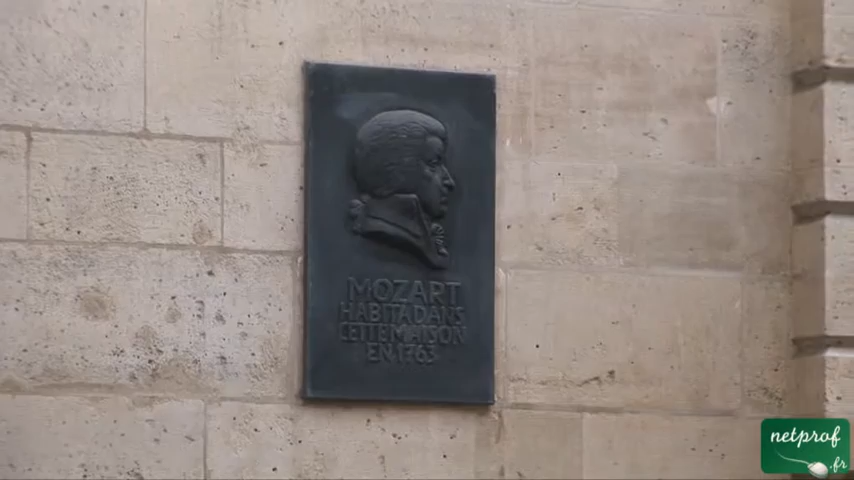 MOZART
HABITA DANS
CETTE MAISON
EN 1763
netprof
.fr